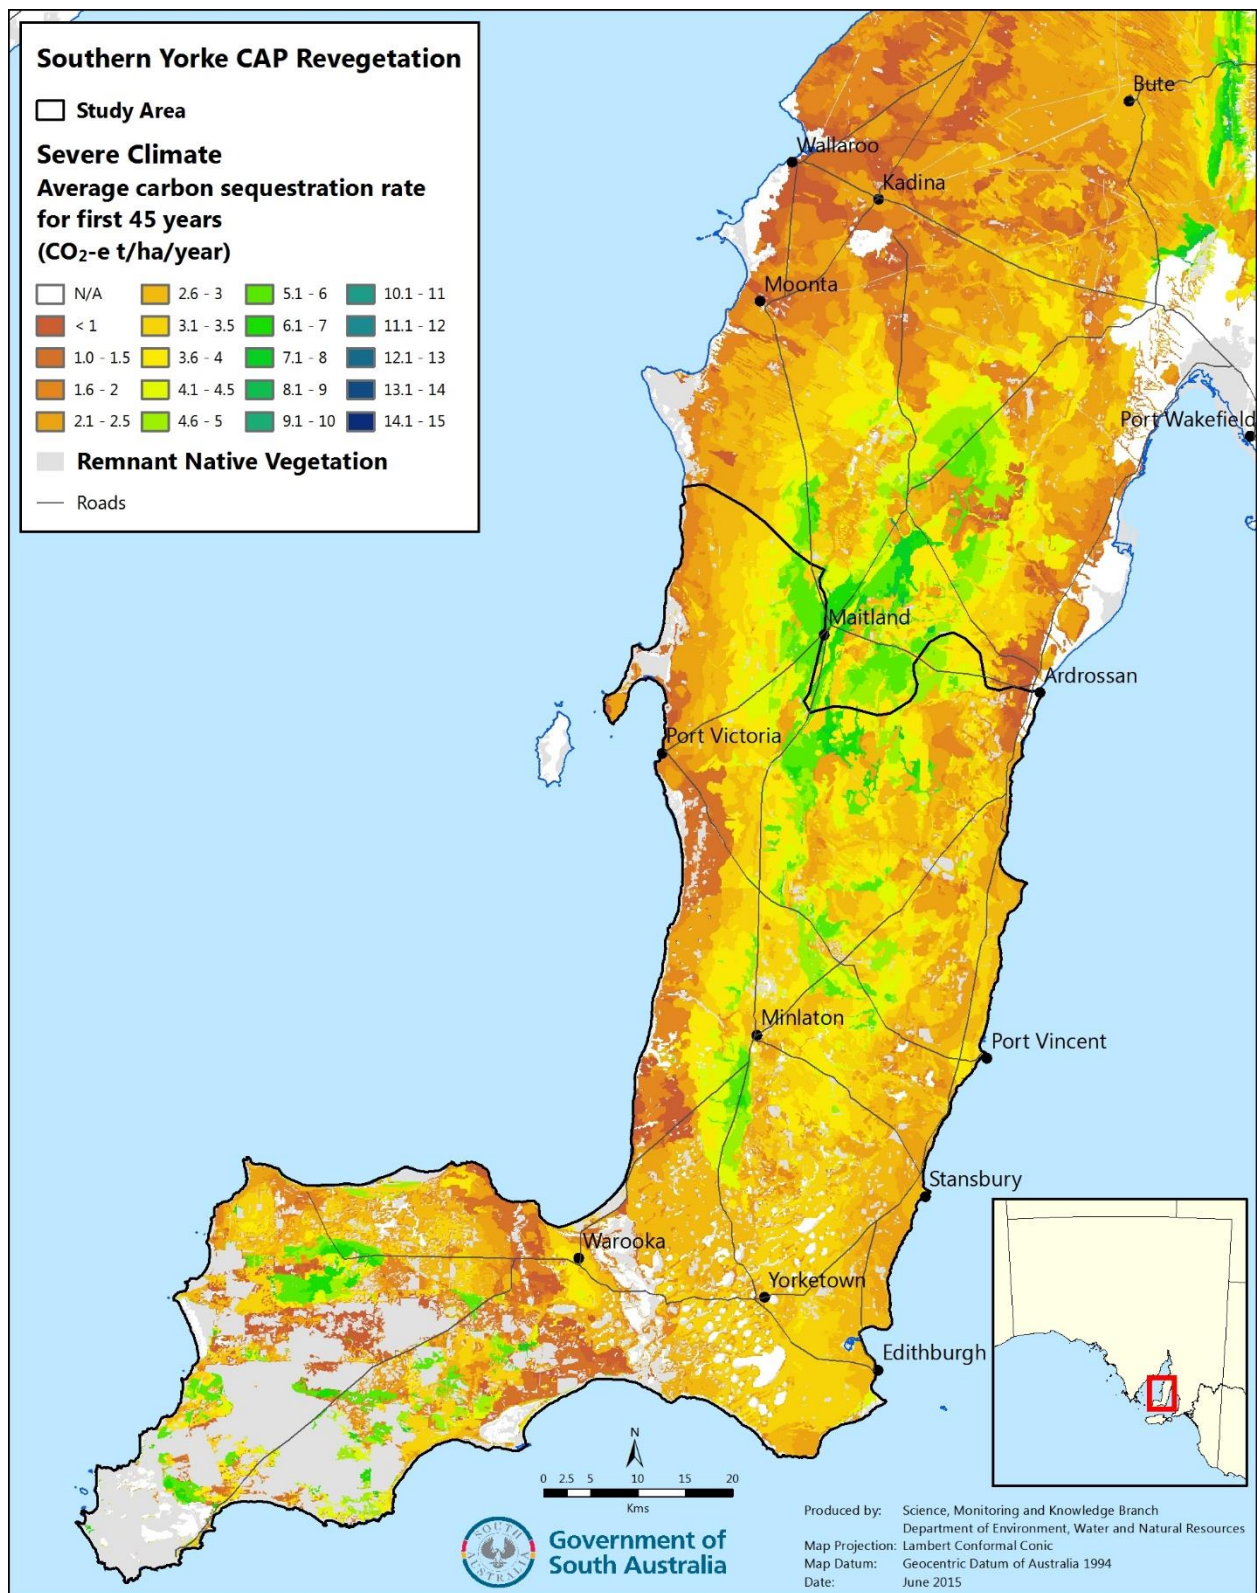 Southern Yorke CAP Revegetation
Study Area
Severe Climate
Average carbon sequestration rate
for first 45 years
(CO₂-e t/ha/year)
N/A
< 1
1.0 - 1.5
1.6 - 2
2.1 - 2.5
2.6 - 3
3.1 - 3.5
3.6 - 4
4.1 - 4.5
4.6 - 5
5.1 - 6
6.1 - 7
7.1 - 8
8.1 - 9
9.1 - 10
10.1 - 11
11.1 - 12
12.1 - 13
13.1 - 14
14.1 - 15
Remnant Native Vegetation
Roads
Bute
Wallaroo
Kadina
Moonta
Port Wakefield
Maitland
Ardrossan
Port Victoria
Minlaton
Port Vincent
Stansbury
Warooka
Yorketown
Edithburgh
N
0 2.5 5 10 15 20
Kms
SOUTH AUSTRALIA
Government of
South Australia
Produced by: Science, Monitoring and Knowledge Branch
Department of Environment, Water and Natural Resources
Map Projection: Lambert Conformal Conic
Map Datum: Geocentric Datum of Australia 1994
Date: June 2015